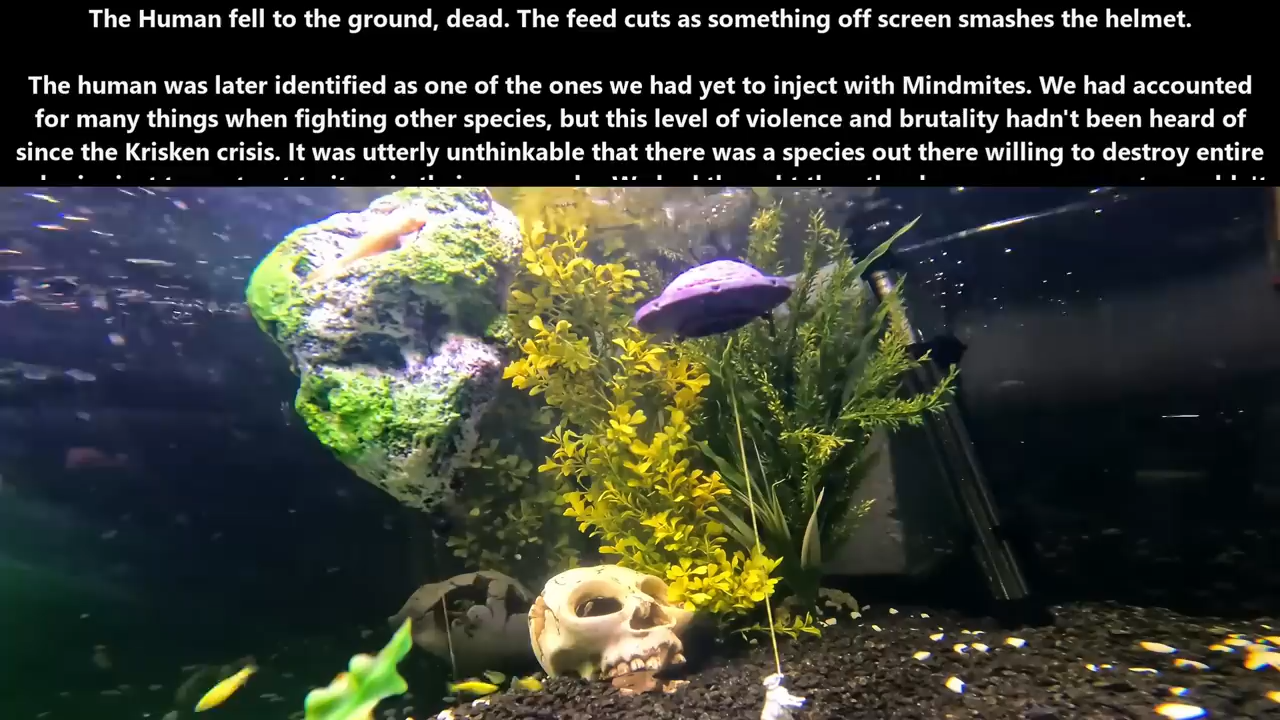 The Human fell to the ground, dead. The feed cuts as something off screen smashes the helmet.
The human was later identified as one of the ones we had yet to inject with Mindmites. We had accounted
for many things when fighting other species, but this level of violence and brutality hadn't been heard of
since the Krisken crisis. It was utterly unthinkable that there was a species out there willing to destroy entire